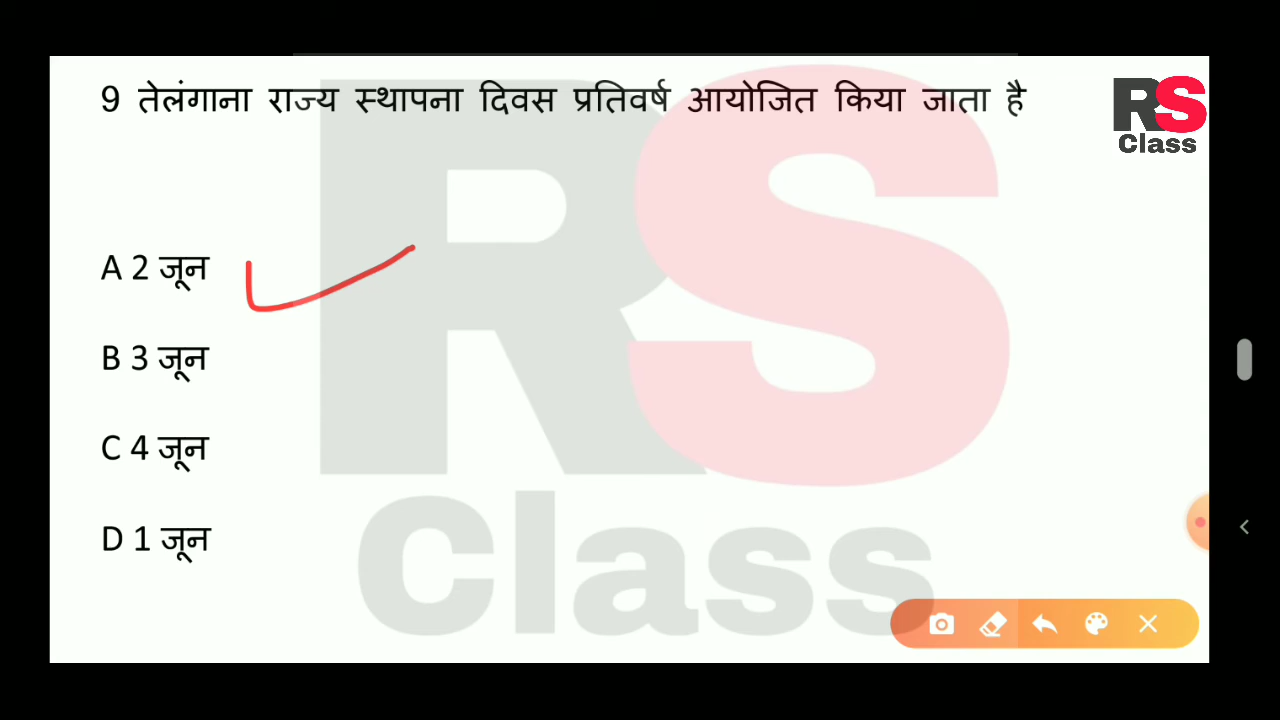 9 तेलंगाना राज्य स्थापना दिवस प्रतिवर्ष आयोजित किया जाता है
RS
Class
A 2 जून
B 3 जून
C 4 जून
D 1 जून
RS
Class